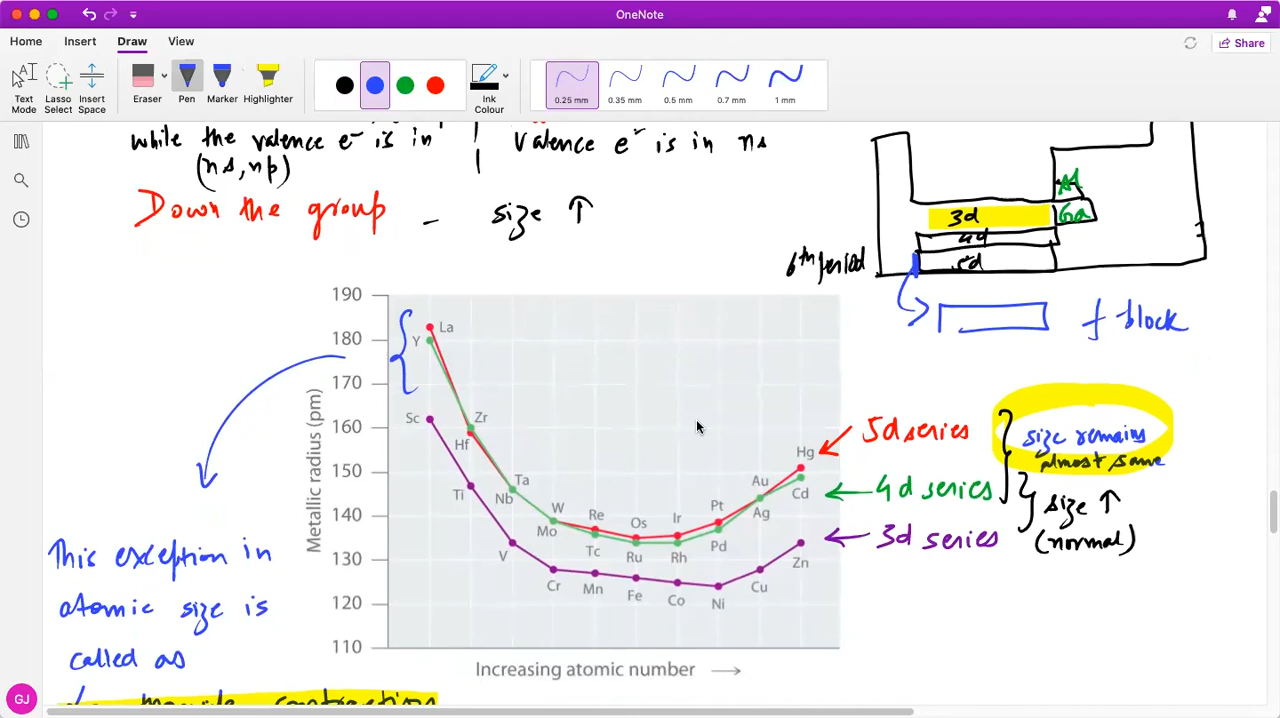 OneNote
Home Insert Draw View
Share
Text Mode
Lasso Select
Insert Space
Eraser
Pen
Marker
Highlighter
Ink Colour
0.25 mm 0.35 mm 0.5 mm 0.7 mm 1 mm
while the valence e⁻ is in
(ns, np)
Valence e⁻ is in ns
Down the group – size ↑
Al
3d Ga
4d
5d
6th period
f block
190
180
170
160
150
140
130
120
110
Metallic radius (pm)
La
Y
Sc
Zr
Hf
Ti
Ta
Nb
V
W
Mo
Cr
Re
Tc
Mn
Os
Ru
Fe
Ir
Rh
Co
Pt
Pd
Ni
Au
Ag
Cu
Hg
Cd
Zn
Increasing atomic number →
5d series
4d series
3d series
size remains
almost same
size ↑
(normal)
This exception in
atomic size is
called as
contraction
GJ